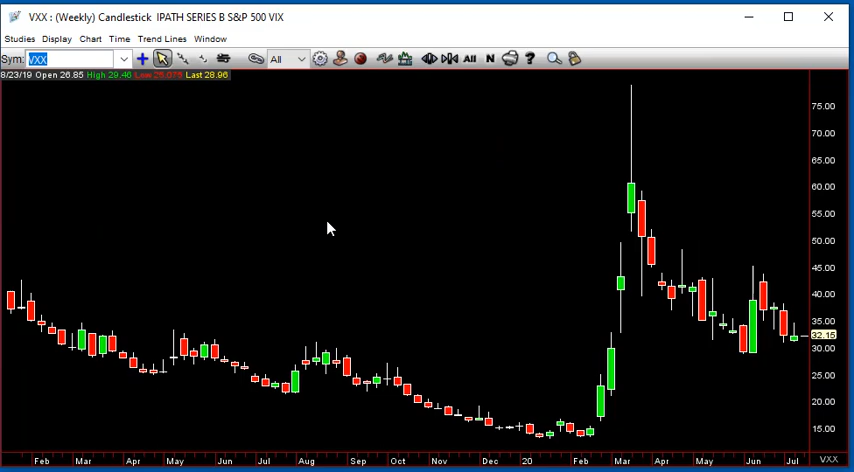 VXX : (Weekly) Candlestick IPATH SERIES B S&P 500 VIX
Studies Display Chart Time Trend Lines Window
Sym: VXX All All N ?
8/23/19 Open 26.85 High 29.46 Low 26.076 Last 28.96
75.00
70.00
65.00
60.00
55.00
50.00
45.00
40.00
35.00
32.15
30.00
25.00
20.00
15.00
Feb Mar Apr May Jun Jul Aug Sep Oct Nov Dec 20 Feb Mar Apr May Jun Jul VXX